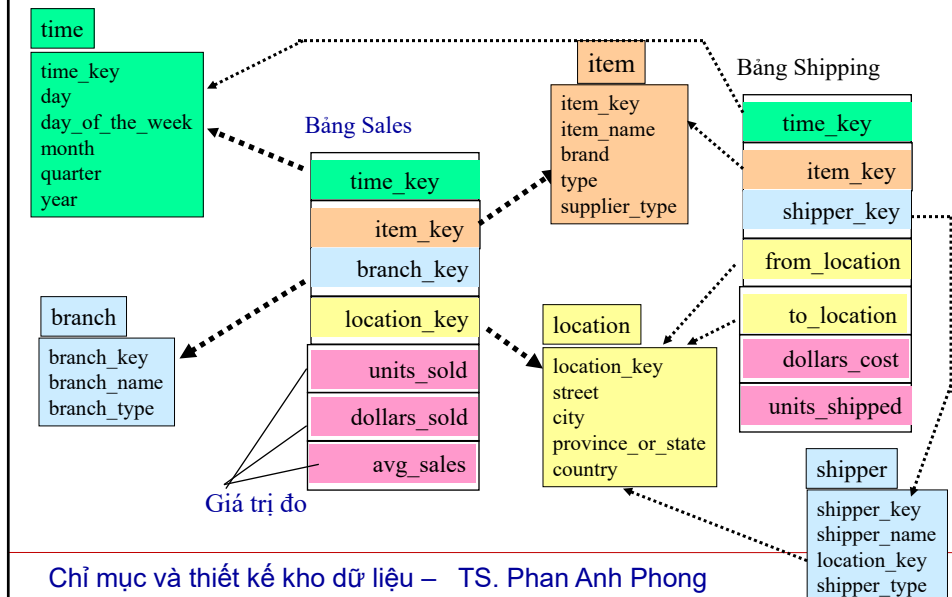 time
time_key
day
day_of_the_week
month
quarter
year
Bảng Sales
time_key
item_key
branch_key
location_key
units_sold
dollars_sold
avg_sales
Giá trị đo
branch
branch_key
branch_name
branch_type
item
item_key
item_name
brand
type
supplier_type
location
location_key
street
city
province_or_state
country
Bảng Shipping
time_key
item_key
shipper_key
from_location
to_location
dollars_cost
units_shipped
shipper
shipper_key
shipper_name
location_key
shipper_type
Chỉ mục và thiết kế kho dữ liệu – TS. Phan Anh Phong